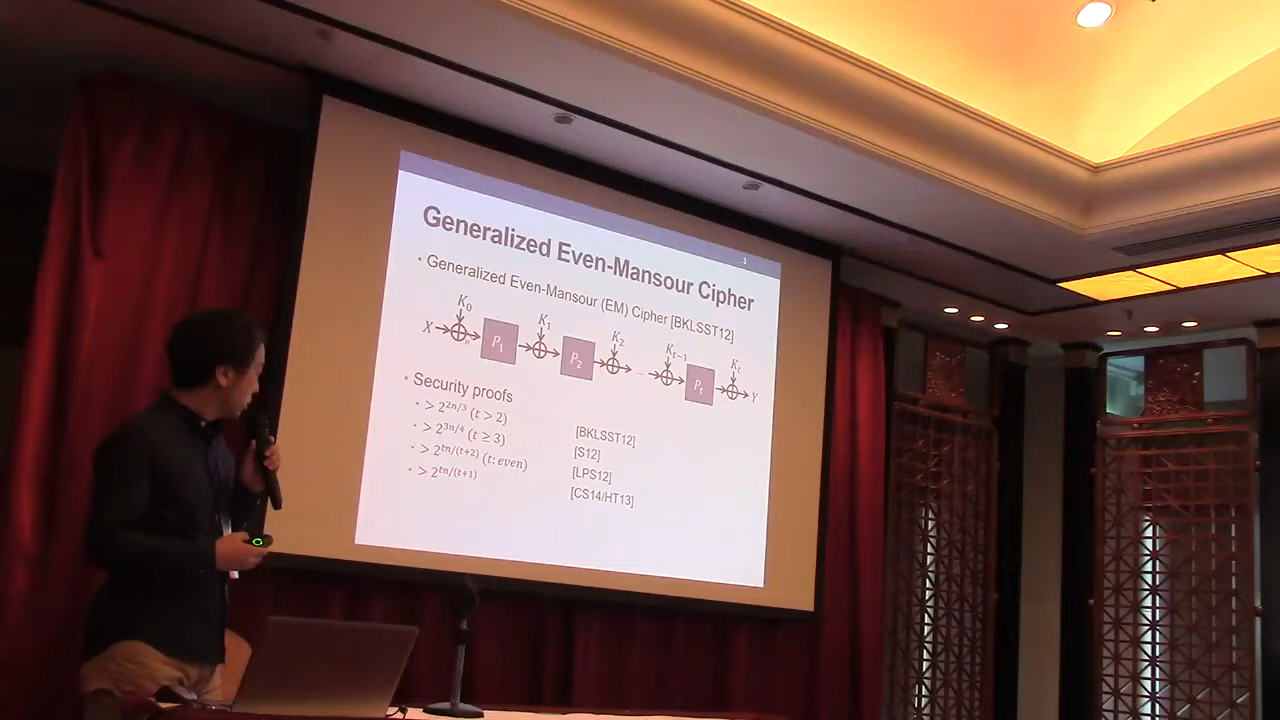 3
Generalized Even-Mansour Cipher
• Generalized Even-Mansour (EM) Cipher [BKLSST12]
X K₀ P₁ K₁ P₂ K₂ ... Kₜ₋₁ Pₜ Kₜ Y
• Security proofs
• > 2^{2n/3} (t > 2) [BKLSST12]
• > 2^{3n/4} (t ≥ 3) [S12]
• > 2^{tn/(t+2)} (t: even) [LPS12]
• > 2^{tn/(t+1)} [CS14/HT13]